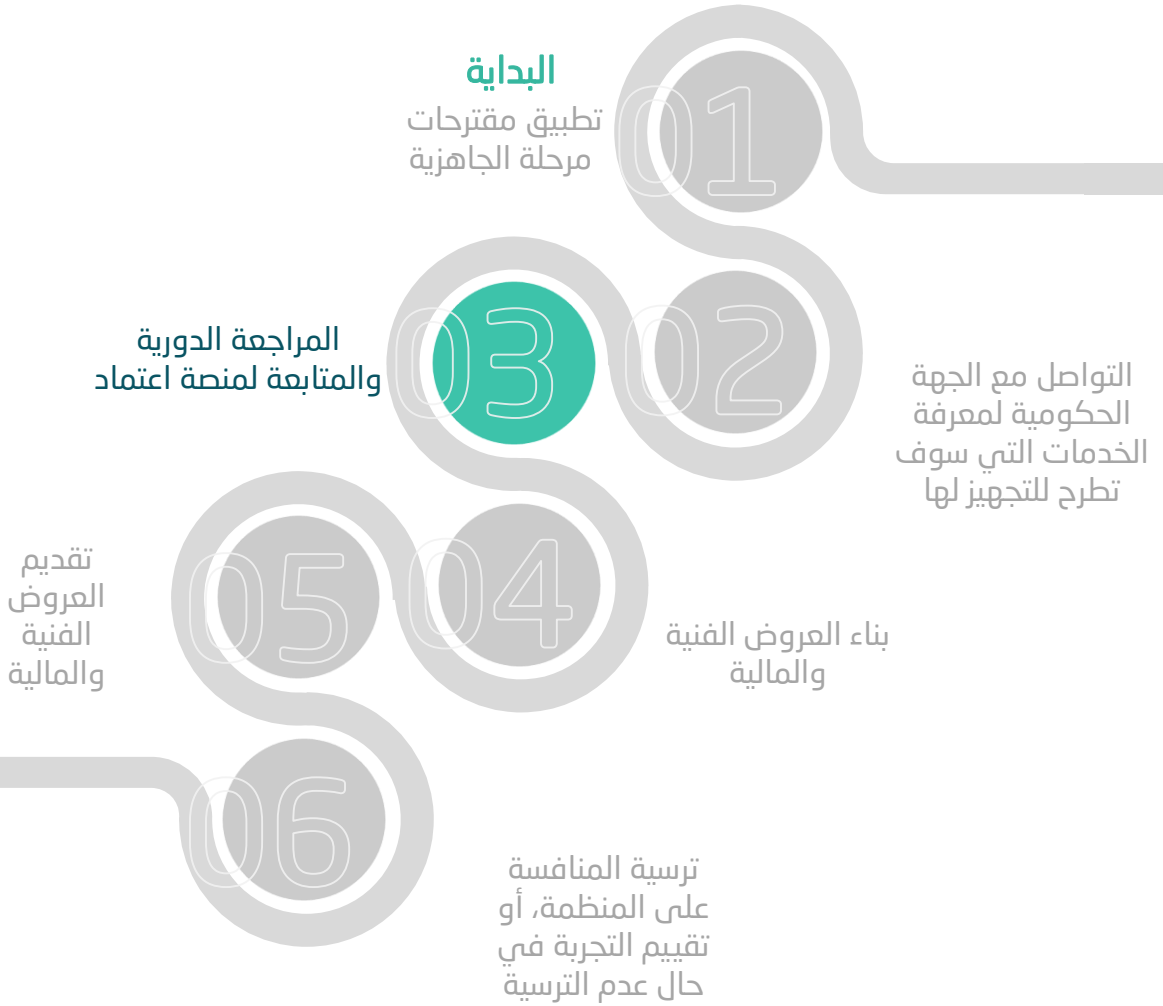 البداية
01
تطبيق مقترحات
مرحلة الجاهزية
02
التواصل مع الجهة
الحكومية لمعرفة
الخدمات التي سوف
تطرح للتجهيز لها
03
المراجعة الدورية
والمتابعة لمنصة اعتماد
04
بناء العروض الفنية
والمالية
05
تقديم
العروض
الفنية
والمالية
06
ترسية المنافسة
على المنظمة، أو
تقييم التجربة في
حال عدم الترسية